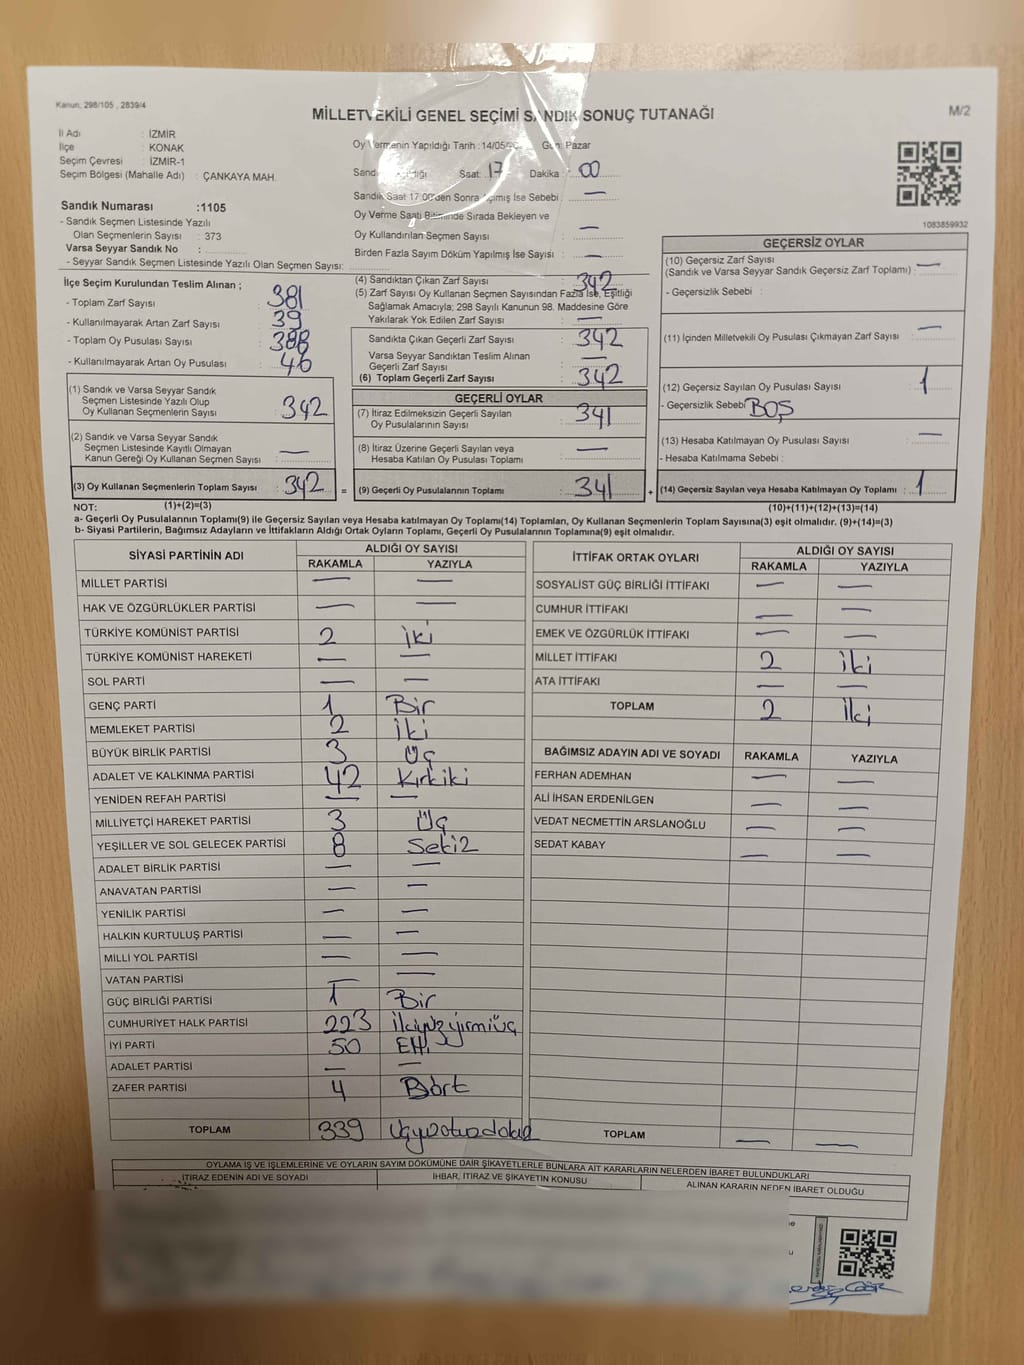 Kanun, 298/105 , 2839/4
M/2
MİLLETVEKİLİ GENEL SEÇİMİ SANDIK SONUÇ TUTANAĞI
İl Adı : İZMİR
İlçe : KONAK
Seçim Çevresi : İZMİR-1
Seçim Bölgesi (Mahalle Adı) : ÇANKAYA MAH.
Sandık Numarası :1105
- Sandık Seçmen Listesinde Yazılı
Olan Seçmenlerin Sayısı : 373
Varsa Seyyar Sandık No :
- Seyyar Sandık Seçmen Listesinde Yazılı Olan Seçmen Sayısı:
Oy Vermenin Yapıldığı Tarih :14/05 Gün: Pazar
Saat: 17 Dakika : 00
Sandık Saat 17:00'den Sonra Açılmış İse Sebebi : —
Oy Verme Saati Bitiminde Sırada Bekleyen ve
Oy Kullandırılan Seçmen Sayısı : —
Birden Fazla Sayım Döküm Yapılmış İse Sayısı : —
1083859932
İlçe Seçim Kurulundan Teslim Alınan ;
- Toplam Zarf Sayısı : 381
- Kullanılmayarak Artan Zarf Sayısı : 39
- Toplam Oy Pusulası Sayısı : 388
- Kullanılmayarak Artan Oy Pusulası : 46
(4) Sandıktan Çıkan Zarf Sayısı : 342
(5) Zarf Sayısı Oy Kullanan Seçmen Sayısından Fazla İse, Eşitliği
Sağlamak Amacıyla; 298 Sayılı Kanunun 98. Maddesine Göre
Yakılarak Yok Edilen Zarf Sayısı : —
Sandıkta Çıkan Geçerli Zarf Sayısı : 342
Varsa Seyyar Sandıktan Teslim Alınan
Geçerli Zarf Sayısı : —
(6) Toplam Geçerli Zarf Sayısı : 342
GEÇERSİZ OYLAR
(10) Geçersiz Zarf Sayısı
(Sandık ve Varsa Seyyar Sandık Geçersiz Zarf Toplamı) : —
- Geçersizlik Sebebi :
(11) İçinden Milletvekili Oy Pusulası Çıkmayan Zarf Sayısı : —
(12) Geçersiz Sayılan Oy Pusulası Sayısı : 1
- Geçersizlik Sebebi BOŞ
(13) Hesaba Katılmayan Oy Pusulası Sayısı : —
- Hesaba Katılmama Sebebi :
(14) Geçersiz Sayılan veya Hesaba Katılmayan Oy Toplamı : 1
(10)+(11)+(12)+(13)=(14)
(1) Sandık ve Varsa Seyyar Sandık
Seçmen Listesinde Yazılı Olup
Oy Kullanan Seçmenlerin Sayısı : 342
(2) Sandık ve Varsa Seyyar Sandık
Seçmen Listesinde Kayıtlı Olmayan
Kanun Gereği Oy Kullanan Seçmen Sayısı : —
(3) Oy Kullanan Seçmenlerin Toplam Sayısı : 342 =
(1)+(2)=(3)
GEÇERLİ OYLAR
(7) İtiraz Edilmeksizin Geçerli Sayılan
Oy Pusulalarının Sayısı : 341
(8) İtiraz Üzerine Geçerli Sayılan veya
Hesaba Katılan Oy Pusulası Toplamı : —
(9) Geçerli Oy Pusulalarının Toplamı : 341 +
NOT:
a- Geçerli Oy Pusulalarının Toplamı(9) ile Geçersiz Sayılan veya Hesaba katılmayan Oy Toplamı(14) Toplamları, Oy Kullanan Seçmenlerin Toplam Sayısına(3) eşit olmalıdır. (9)+(14)=(3)
b- Siyasi Partilerin, Bağımsız Adayların ve İttifakların Aldığı Ortak Oyların Toplamı, Geçerli Oy Pusulalarının Toplamına(9) eşit olmalıdır.
SİYASİ PARTİNİN ADI ALDIĞI OY SAYISI
RAKAMLA YAZIYLA
MİLLET PARTİSİ — —
HAK VE ÖZGÜRLÜKLER PARTİSİ — —
TÜRKİYE KOMÜNİST PARTİSİ 2 iki
TÜRKİYE KOMÜNİST HAREKETİ — —
SOL PARTİ — —
GENÇ PARTİ 1 Bir
MEMLEKET PARTİSİ 2 İki
BÜYÜK BİRLİK PARTİSİ 3 Üç
ADALET VE KALKINMA PARTİSİ 42 Kırkiki
YENİDEN REFAH PARTİSİ — —
MİLLİYETÇİ HAREKET PARTİSİ 3 Üç
YEŞİLLER VE SOL GELECEK PARTİSİ 8 Sekiz
ADALET BİRLİK PARTİSİ — —
ANAVATAN PARTİSİ — —
YENİLİK PARTİSİ — —
HALKIN KURTULUŞ PARTİSİ — —
MİLLİ YOL PARTİSİ — —
VATAN PARTİSİ — —
GÜÇ BİRLİĞİ PARTİSİ 1 Bir
CUMHURİYET HALK PARTİSİ 223 İkiyüzyirmiüç
İYİ PARTİ 50 Elli
ADALET PARTİSİ — —
ZAFER PARTİSİ 4 Dört
TOPLAM 339 Üçyüzotuzdokuz
İTTİFAK ORTAK OYLARI ALDIĞI OY SAYISI
RAKAMLA YAZIYLA
SOSYALİST GÜÇ BİRLİĞİ İTTİFAKI — —
CUMHUR İTTİFAKI — —
EMEK VE ÖZGÜRLÜK İTTİFAKI — —
MİLLET İTTİFAKI 2 iki
ATA İTTİFAKI — —
TOPLAM 2 İki
BAĞIMSIZ ADAYIN ADI VE SOYADI RAKAMLA YAZIYLA
FERHAN ADEMHAN — —
ALİ İHSAN ERDENİLGEN — —
VEDAT NECMETTİN ARSLANOĞLU — —
SEDAT KABAY — —
TOPLAM — —
OYLAMA İŞ VE İŞLEMLERİNE VE OYLARIN SAYIM DÖKÜMÜNE DAİR ŞİKAYETLERLE BUNLARA AİT KARARLARIN NELERDEN İBARET BULUNDUKLARI
İTİRAZ EDENİN ADI VE SOYADI İHBAR, İTİRAZ VE ŞİKAYETİN KONUSU ALINAN KARARIN NEDEN İBARET OLDUĞU